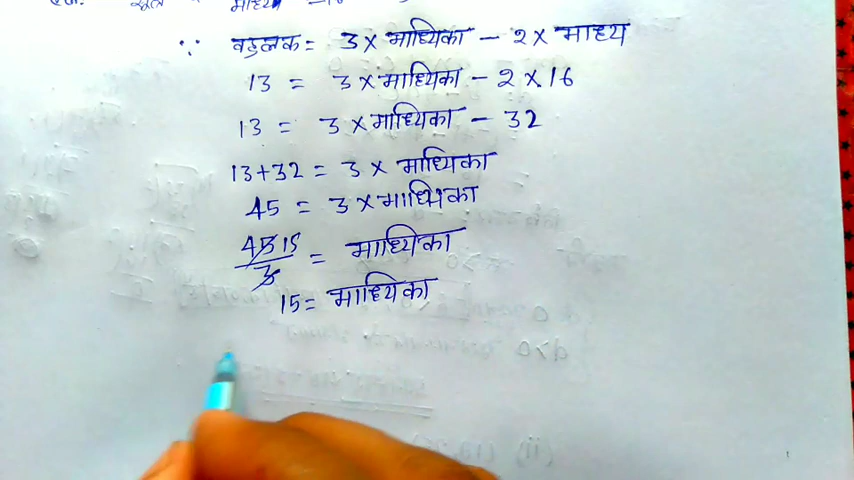 ∵ बहुलक = 3 × माध्यिका - 2 × माध्य
13 = 3 × माध्यिका - 2 × 16
13 = 3 × माध्यिका - 32
13+32 = 3 × माध्यिका
45 = 3 × माध्यिका
45 15/3 = माध्यिका
15 = माध्यिका